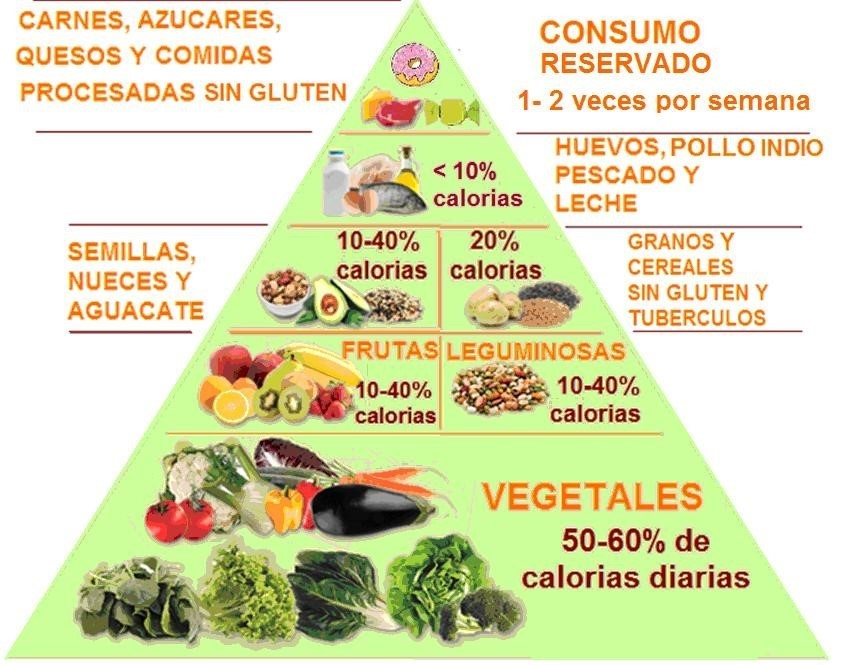 CARNES, AZUCARES,
QUESOS Y COMIDAS
PROCESADAS SIN GLUTEN
CONSUMO
RESERVADO
1- 2 veces por semana
< 10%
calorias
HUEVOS, POLLO INDIO
PESCADO Y
LECHE
SEMILLAS,
NUECES Y
AGUACATE
10-40%
calorias
20%
calorias
GRANOS Y
CEREALES
SIN GLUTEN Y
TUBERCULOS
FRUTAS
10-40%
calorias
LEGUMINOSAS
10-40%
calorias
VEGETALES
50-60% de
calorias diarias